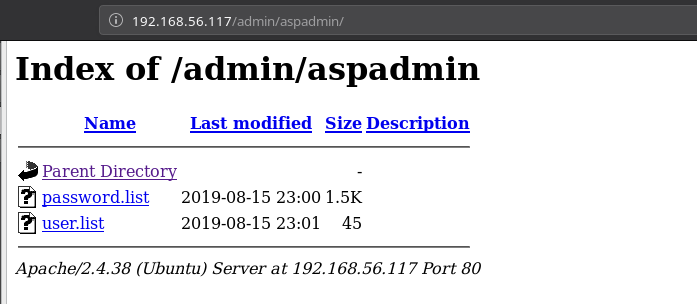 192.168.56.117/admin/aspadmin/
Index of /admin/aspadmin
Name Last modified Size Description
Parent Directory -
password.list 2019-08-15 23:00 1.5K
user.list 2019-08-15 23:01 45
Apache/2.4.38 (Ubuntu) Server at 192.168.56.117 Port 80